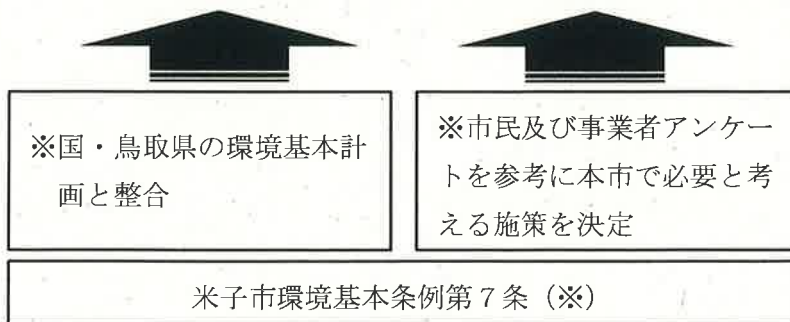 ※国・鳥取県の環境基本計
画と整合
※市民及び事業者アンケー
トを参考に本市で必要と考
える施策を決定
米子市環境基本条例第7条（※）